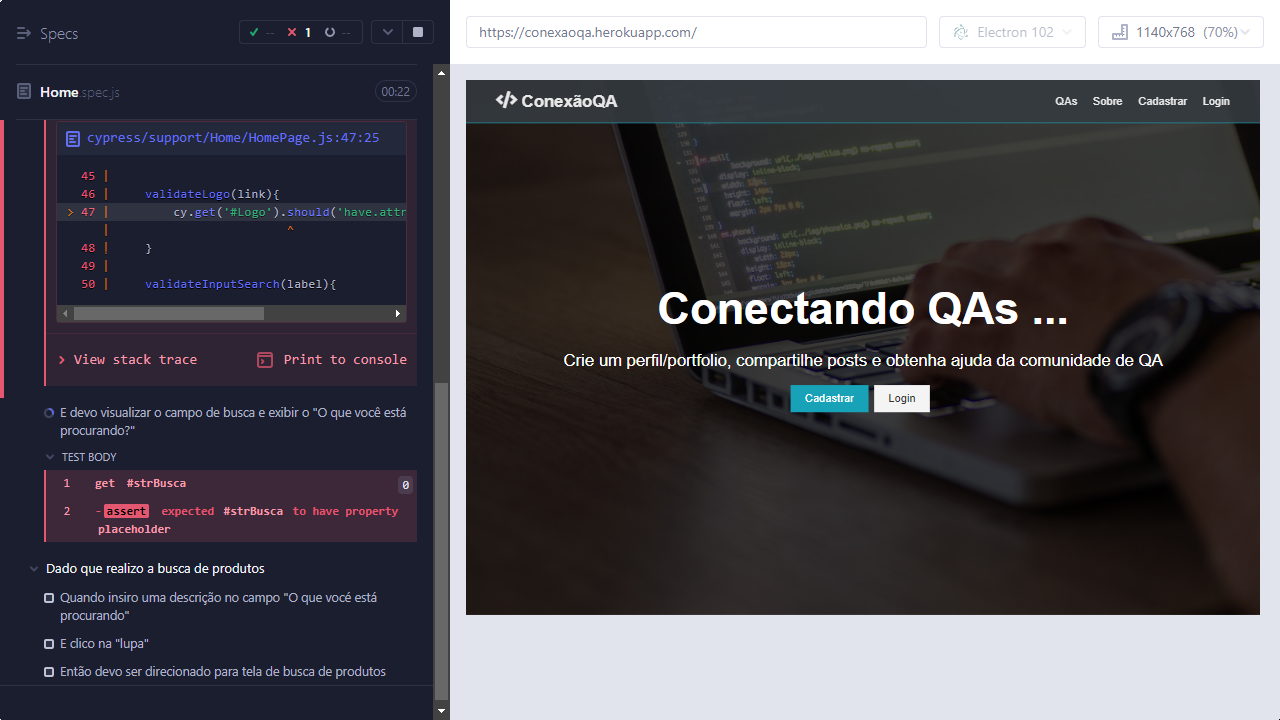 Specs
-- 1 --
Home.spec.js
00:22
cypress/support/Home/HomePage.js:47:25
45 |
46 | validateLogo(link){
> 47 | cy.get('#Logo').should('have.attr
| ^
48 | }
49 |
50 | validateInputSearch(label){
> View stack trace
Print to console
E devo visualizar o campo de busca e exibir o "O que você está
procurando?"
TEST BODY
1 get #strBusca 0
2 -assert expected #strBusca to have property
placeholder
Dado que realizo a busca de produtos
Quando insiro uma descrição no campo "O que você está
procurando"
E clico na "lupa"
Então devo ser direcionado para tela de busca de produtos
https://conexaoqa.herokuapp.com/
Electron 102
1140x768 (70%)
</> ConexãoQA
QAs Sobre Cadastrar Login
Conectando QAs ...
Crie um perfil/portfolio, compartilhe posts e obtenha ajuda da comunidade de QA
Cadastrar Login